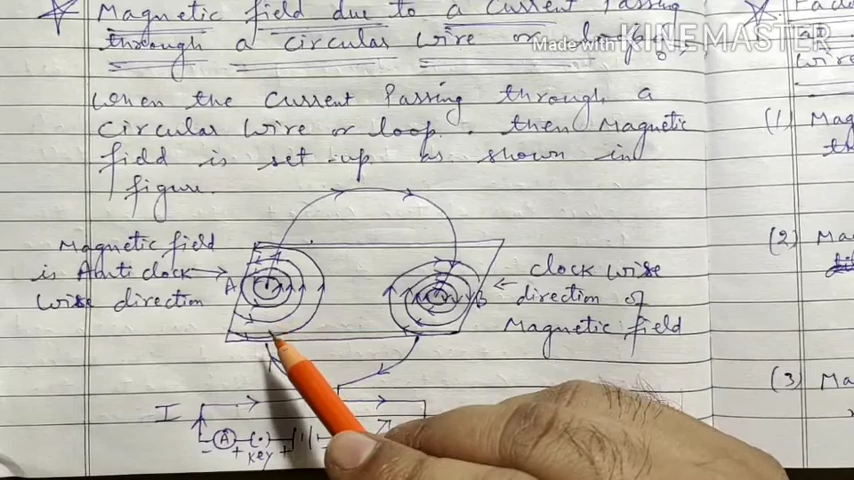 Magnetic field due to a Current Passing
through a circular wire or loop
Made with KINEMASTER
When the Current Passing through a
Circular Wire or loop. then Magnetic
field is set up as shown in
figure.
Magnetic field
is Anti clock
wise direction
A
B
clock wise
direction of
Magnetic field
I
- A + Key +
(1) Mag
(2) Ma
(3) Ma